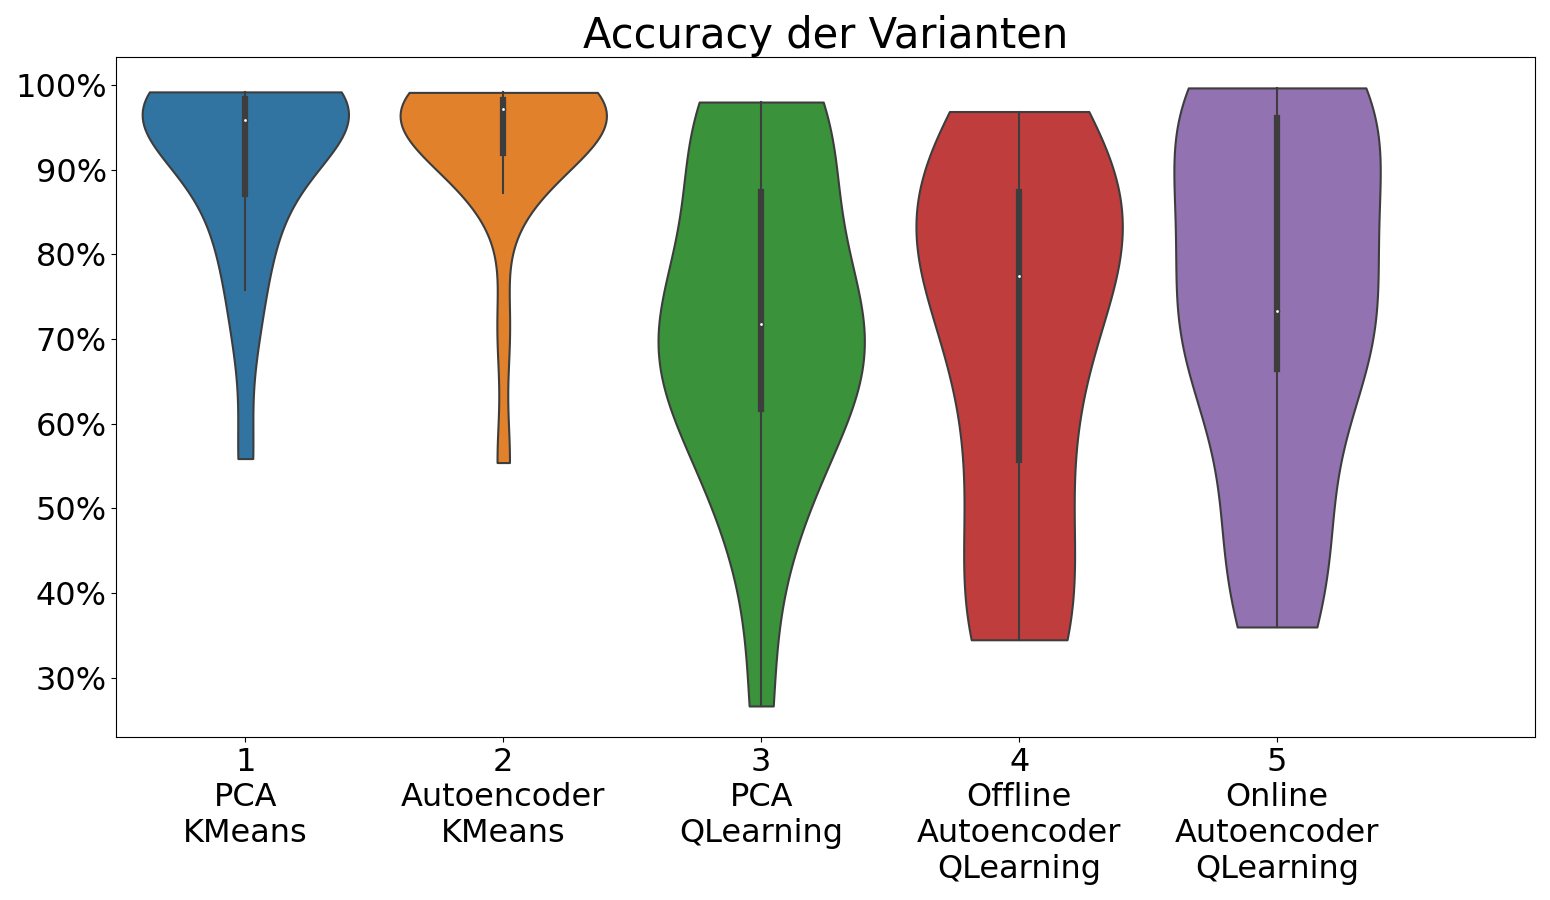 Accuracy der Varianten
100%
90%
80%
70%
60%
50%
40%
30%
1
PCA
KMeans
2
Autoencoder
KMeans
3
PCA
QLearning
4
Offline
Autoencoder
QLearning
5
Online
Autoencoder
QLearning